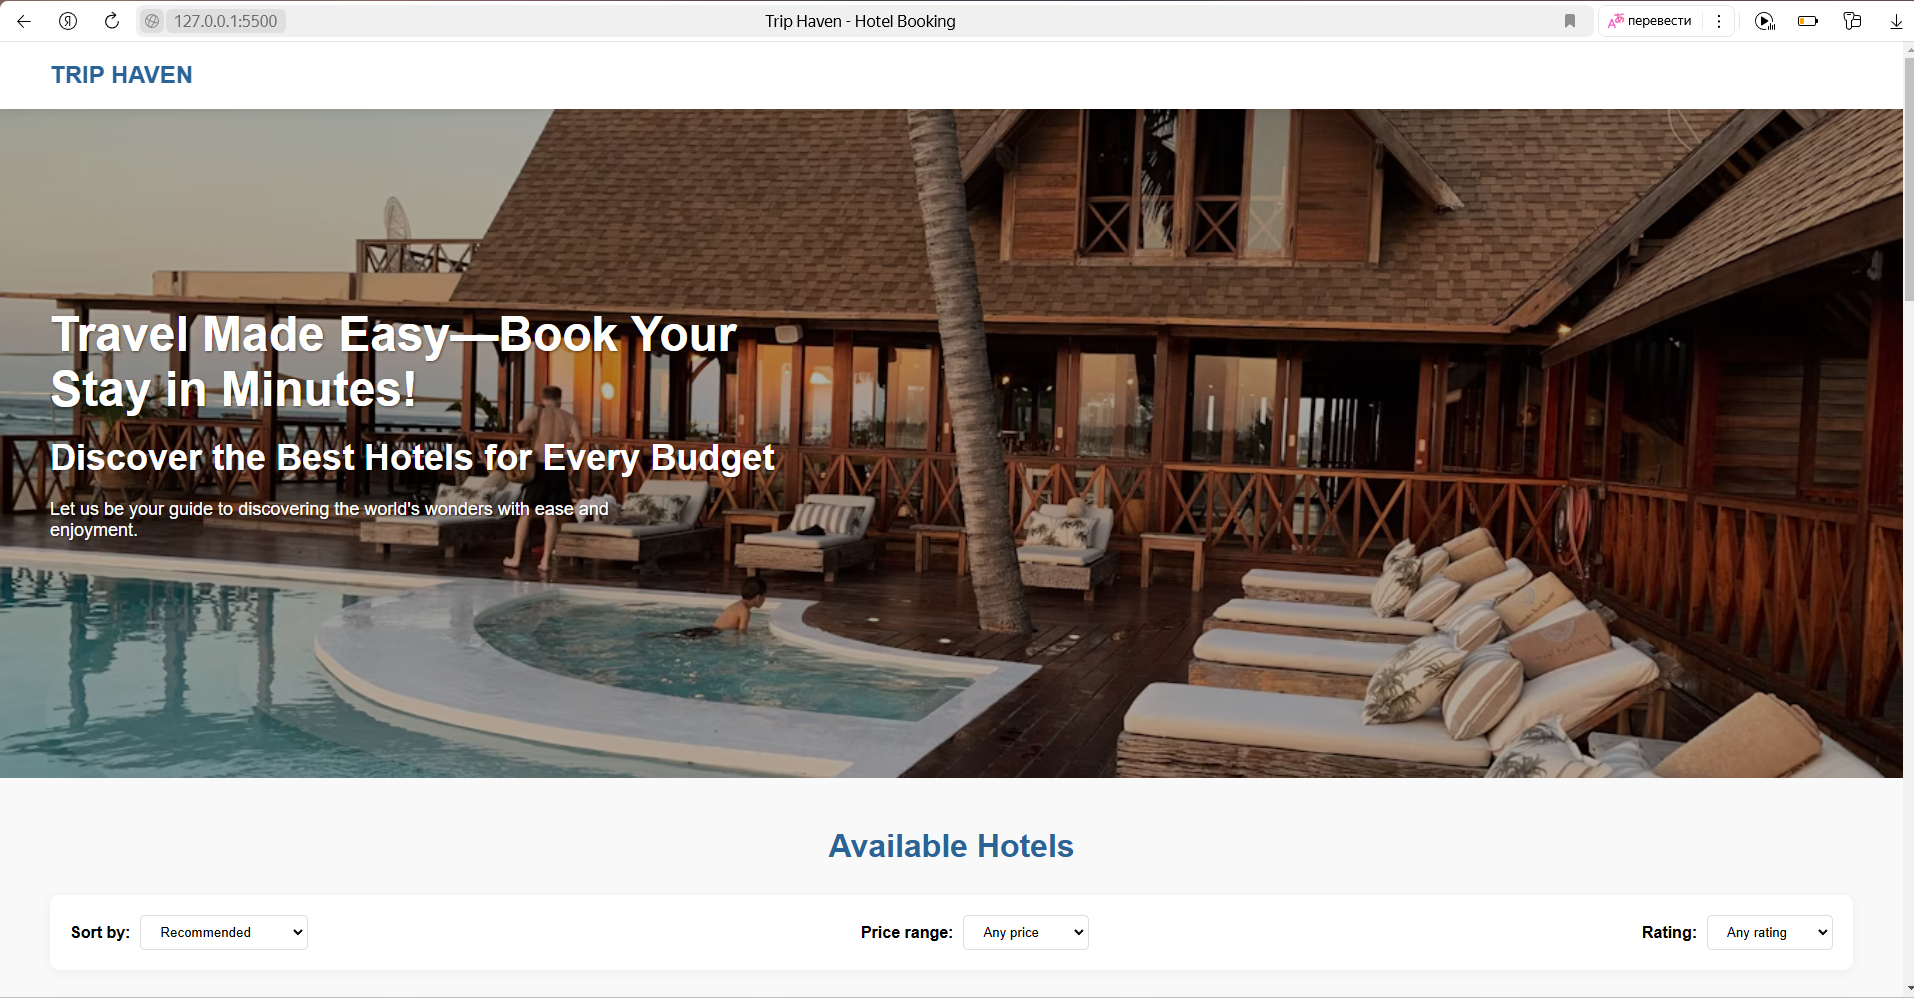 Я
127.0.0.1:5500
Trip Haven - Hotel Booking
перевести
TRIP HAVEN
Travel Made Easy—Book Your
Stay in Minutes!
Discover the Best Hotels for Every Budget
Let us be your guide to discovering the world's wonders with ease and
enjoyment.
Available Hotels
Sort by: Recommended Price range: Any price Rating: Any rating